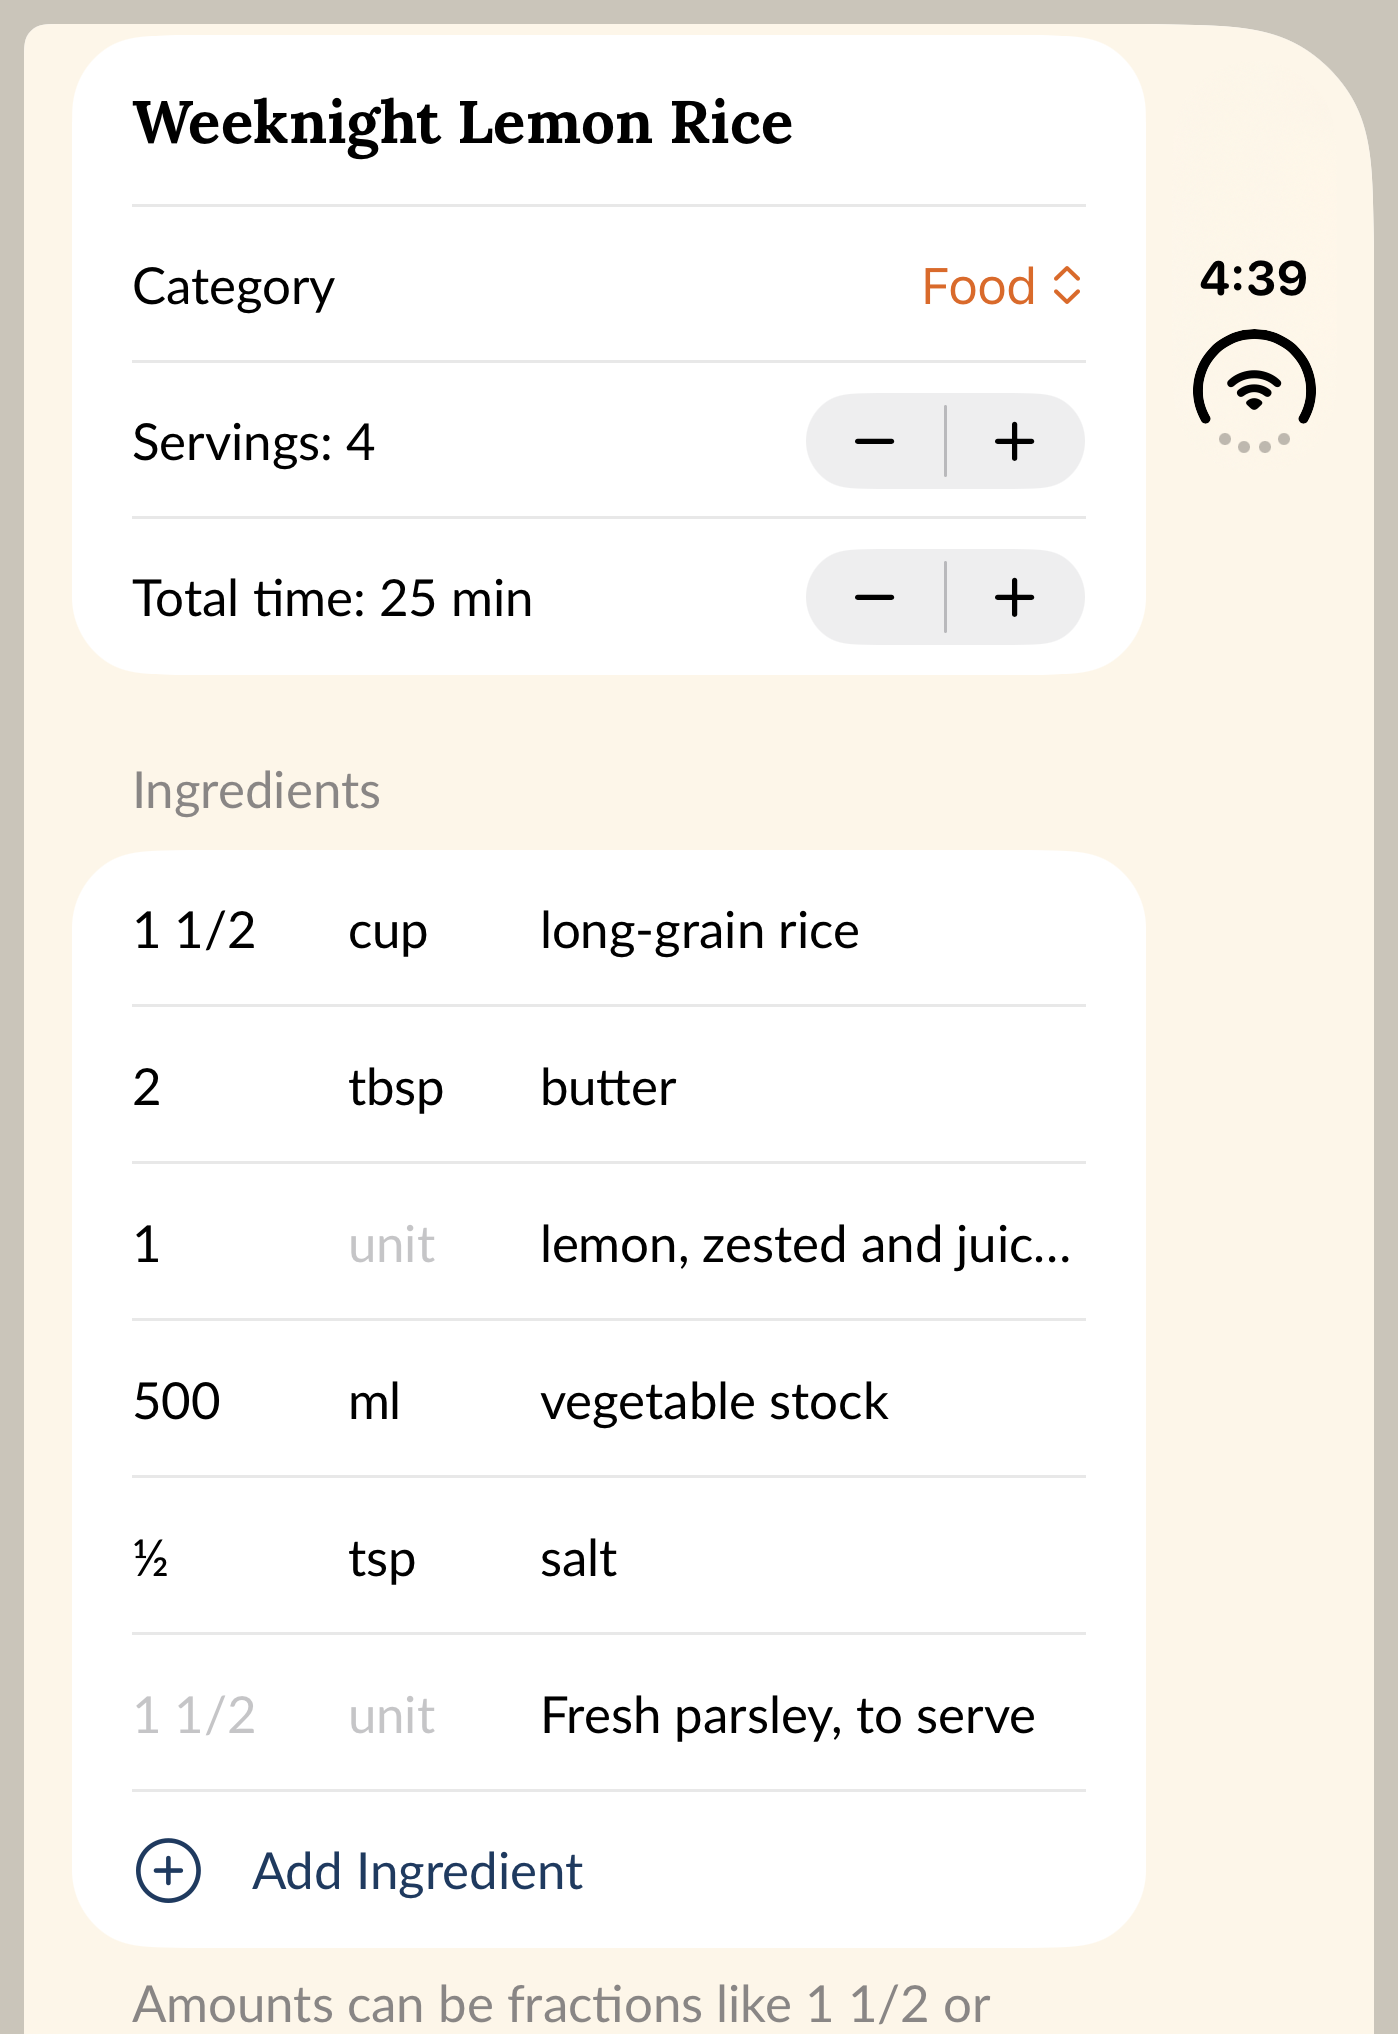 Weeknight Lemon Rice
Category Food
4:39
Servings: 4
Total time: 25 min
Ingredients
1 1/2 cup long-grain rice
2 tbsp butter
1 unit lemon, zested and juic...
500 ml vegetable stock
½ tsp salt
1 1/2 unit Fresh parsley, to serve
Add Ingredient
Amounts can be fractions like 1 1/2 or